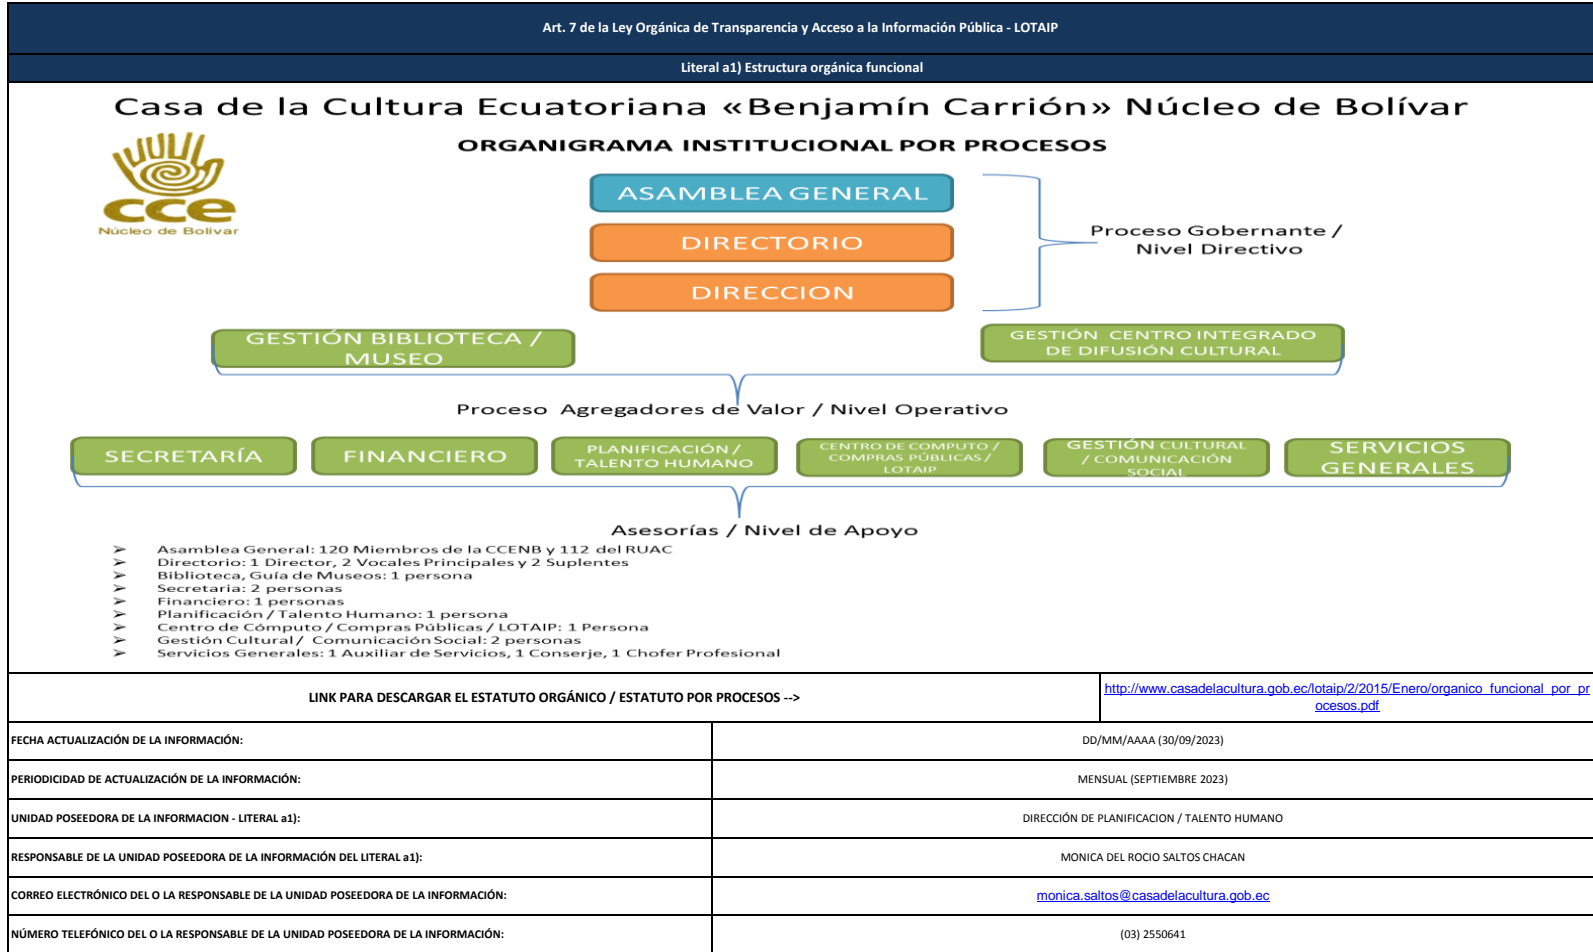 Art. 7 de la Ley Orgánica de Transparencia y Acceso a la Información Pública - LOTAIP
Literal a1) Estructura orgánica funcional
Casa de la Cultura Ecuatoriana «Benjamín Carrión» Núcleo de Bolívar
ORGANIGRAMA INSTITUCIONAL POR PROCESOS
cce
Núcleo de Bolívar
ASAMBLEA GENERAL
DIRECTORIO
DIRECCION
Proceso Gobernante /
Nivel Directivo
GESTIÓN BIBLIOTECA /
MUSEO
GESTIÓN CENTRO INTEGRADO
DE DIFUSIÓN CULTURAL
Proceso Agregadores de Valor / Nivel Operativo
SECRETARÍA
FINANCIERO
PLANIFICACIÓN /
TALENTO HUMANO
CENTRO DE COMPUTO /
COMPRAS PÚBLICAS /
LOTAIP
GESTIÓN CULTURAL
/ COMUNICACIÓN
SOCIAL
SERVICIOS
GENERALES
Asesorías / Nivel de Apoyo
➢ Asamblea General: 120 Miembros de la CCENB y 112 del RUAC
➢ Directorio: 1 Director, 2 Vocales Principales y 2 Suplentes
➢ Biblioteca, Guía de Museos: 1 persona
➢ Secretaria: 2 personas
➢ Financiero: 1 personas
➢ Planificación / Talento Humano: 1 persona
➢ Centro de Cómputo / Compras Públicas / LOTAIP: 1 Persona
➢ Gestión Cultural / Comunicación Social: 2 personas
➢ Servicios Generales: 1 Auxiliar de Servicios, 1 Conserje, 1 Chofer Profesional
LINK PARA DESCARGAR EL ESTATUTO ORGÁNICO / ESTATUTO POR PROCESOS -->
http://www.casadelacultura.gob.ec/lotaip/2/2015/Enero/organico_funcional_por_pr
ocesos.pdf
FECHA ACTUALIZACIÓN DE LA INFORMACIÓN:
DD/MM/AAAA (30/09/2023)
PERIODICIDAD DE ACTUALIZACIÓN DE LA INFORMACIÓN:
MENSUAL (SEPTIEMBRE 2023)
UNIDAD POSEEDORA DE LA INFORMACION - LITERAL a1):
DIRECCIÓN DE PLANIFICACION / TALENTO HUMANO
RESPONSABLE DE LA UNIDAD POSEEDORA DE LA INFORMACIÓN DEL LITERAL a1):
MONICA DEL ROCIO SALTOS CHACAN
CORREO ELECTRÓNICO DEL O LA RESPONSABLE DE LA UNIDAD POSEEDORA DE LA INFORMACIÓN:
monica.saltos@casadelacultura.gob.ec
NÚMERO TELEFÓNICO DEL O LA RESPONSABLE DE LA UNIDAD POSEEDORA DE LA INFORMACIÓN:
(03) 2550641